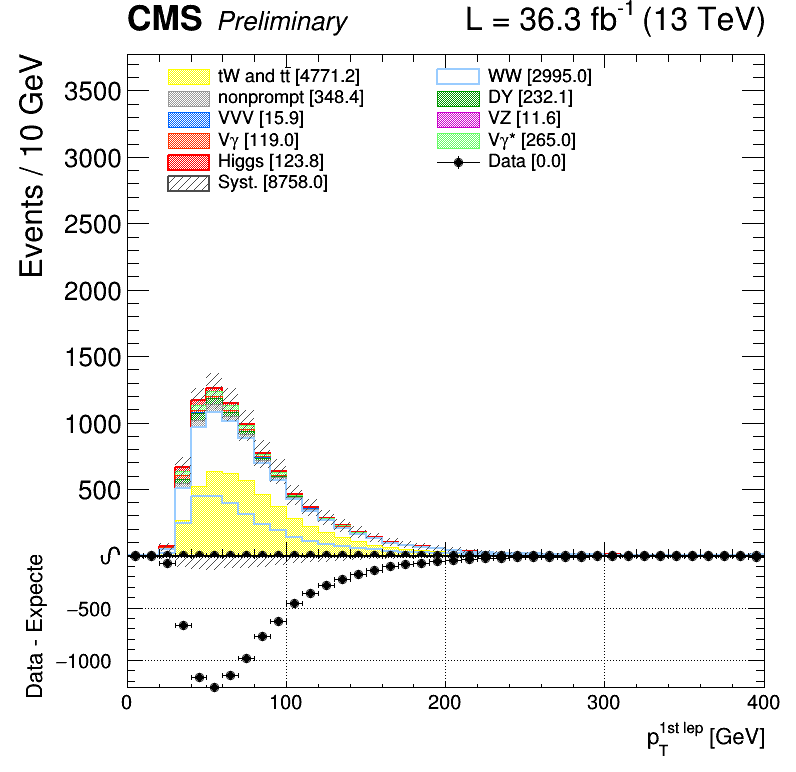 CMS Preliminary L = 36.3 fb⁻¹ (13 TeV)
Events / 10 GeV
tW and tt̄ [4771.2]
nonprompt [348.4]
VVV [15.9]
Vγ [119.0]
Higgs [123.8]
Syst. [8758.0]
WW [2995.0]
DY [232.1]
VZ [11.6]
Vγ* [265.0]
Data [0.0]
3500
3000
2500
2000
1500
1000
500
0
Data - Expecte
−500
−1000
0 100 200 300 400
p_T^{1st lep} [GeV]